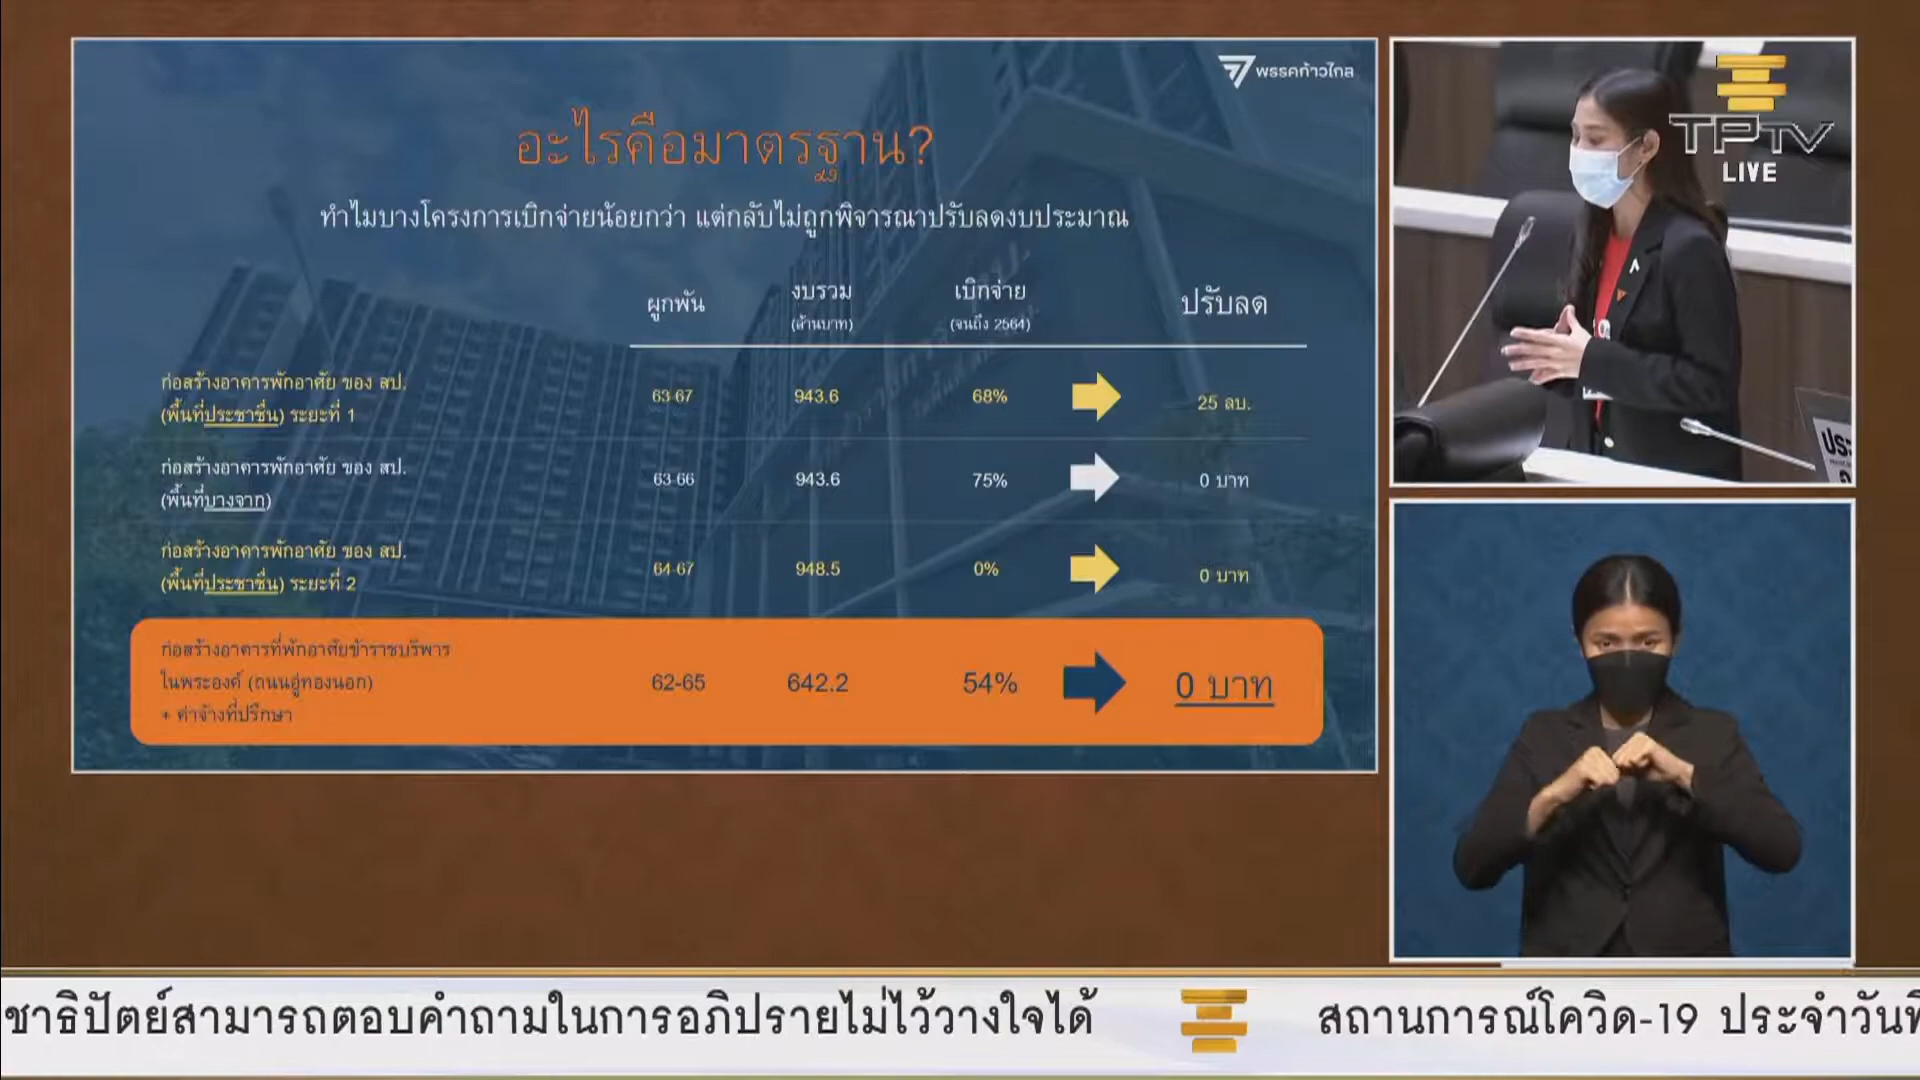 พรรคก้าวไกล
อะไรคือมาตรฐาน?
ทำไมบางโครงการเบิกจ่ายน้อยกว่า แต่กลับไม่ถูกพิจารณาปรับลดงบประมาณ
ผูกพัน งบรวม (ล้านบาท) เบิกจ่าย (จนถึง 2564) ปรับลด
ก่อสร้างอาคารพักอาศัย ของ สป.
(พื้นที่ประชาชื่น) ระยะที่ 1
63-67 943.6 68% 25 ลบ.
ก่อสร้างอาคารพักอาศัย ของ สป.
(พื้นที่บางจาก)
63-66 943.6 75% 0 บาท
ก่อสร้างอาคารพักอาศัย ของ สป.
(พื้นที่ประชาชื่น) ระยะที่ 2
64-67 948.5 0% 0 บาท
ก่อสร้างอาคารที่พักอาศัยข้าราชบริพาร
ในพระองค์ (ถนนอู่ทองนอก)
+ ค่าจ้างที่ปรึกษา
62-65 642.2 54% 0 บาท
TPTV
LIVE
ชาธิปัตย์สามารถตอบคำถามในการอภิปรายไม่ไว้วางใจได้
สถานการณ์โควิด-19 ประจำวันที่